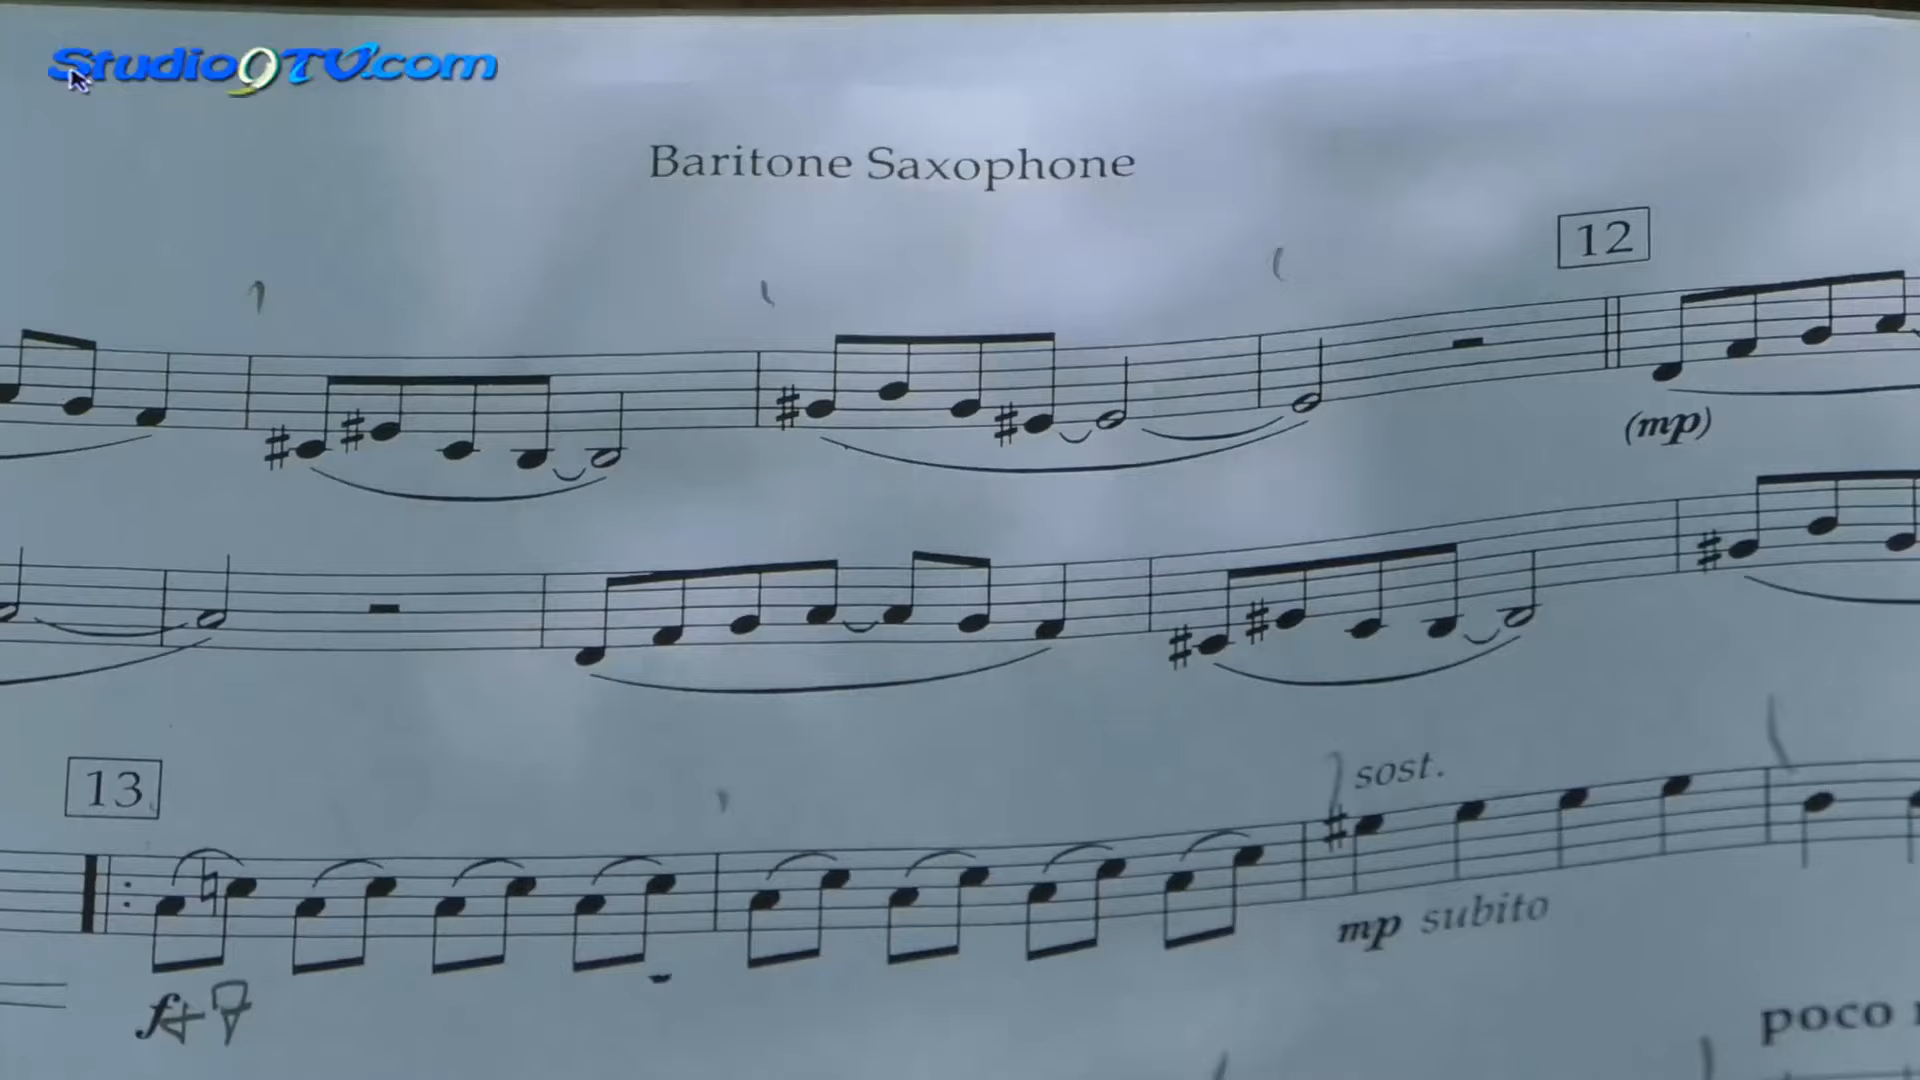 Studio9TV.com
Baritone Saxophone
12
(mp)
13
sost.
mp subito
f
poco